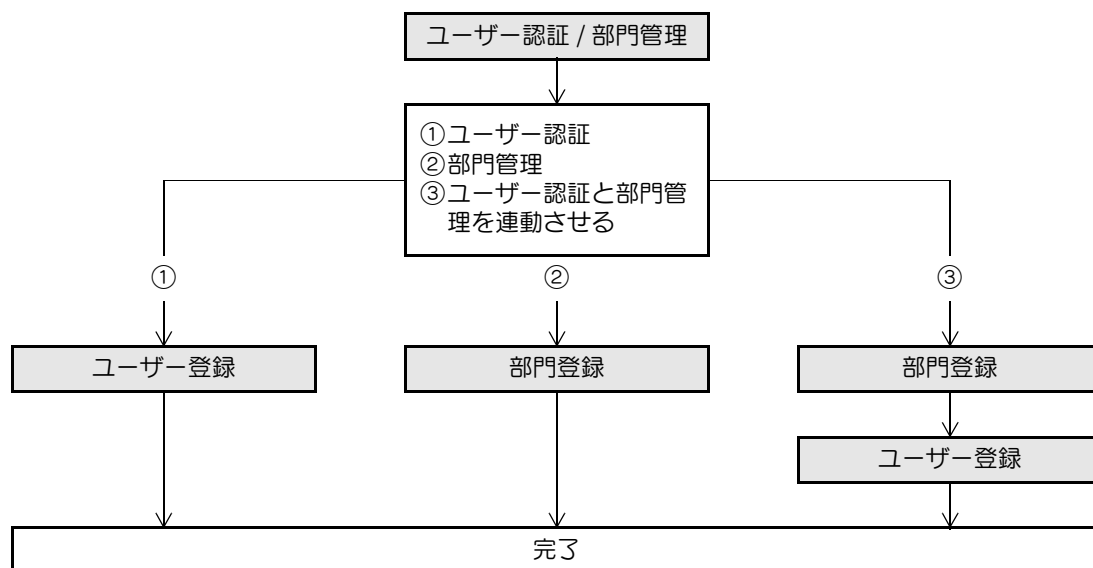 ユーザー認証 / 部門管理
①ユーザー認証
②部門管理
③ユーザー認証と部門管
理を連動させる
①
②
③
ユーザー登録
部門登録
部門登録
ユーザー登録
完了